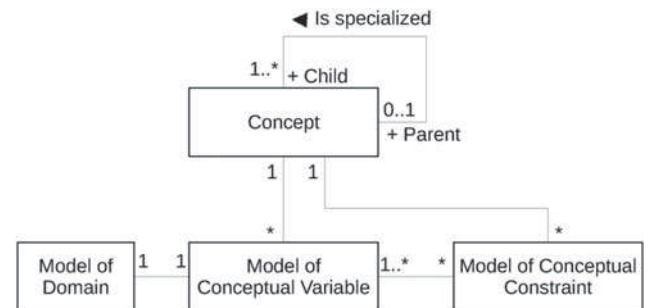 ◄ Is specialized
1..*
+ Child
Concept
0..1
+ Parent
1
1
*
*
Model of
Domain
1
1
Model of
Conceptual Variable
1..*
*
Model of Conceptual
Constraint